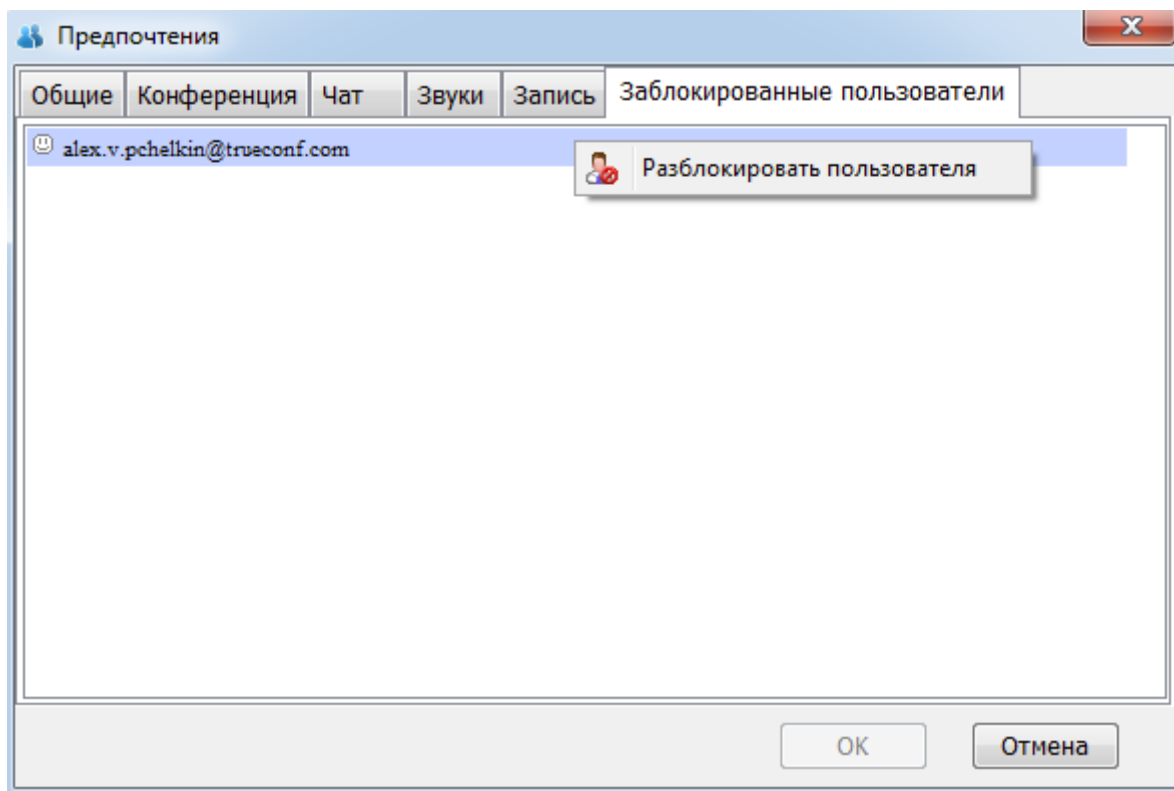 Предпочтения
Общие Конференция Чат Звуки Запись Заблокированные пользователи
alex.v.pchelkin@trueconf.com
Разблокировать пользователя
OK Отмена